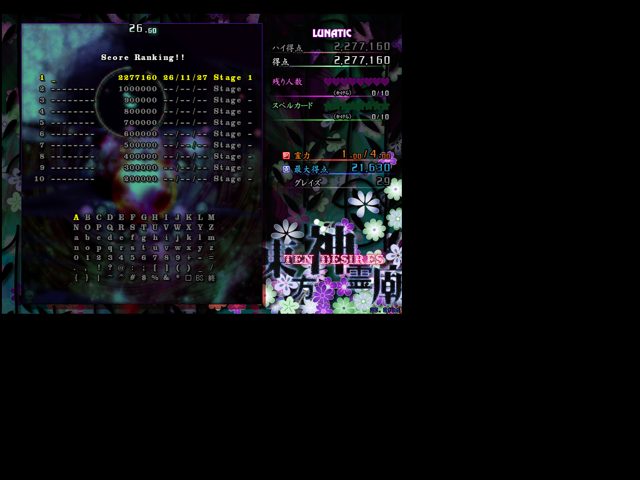 26.60
Score Ranking!!
1 _ 2277160 26/11/27 Stage 1
2 -------- 1000000 --/--/-- Stage -
3 -------- 900000 --/--/-- Stage -
4 -------- 800000 --/--/-- Stage -
5 -------- 700000 --/--/-- Stage -
6 -------- 600000 --/--/-- Stage -
7 -------- 500000 --/--/-- Stage -
8 -------- 400000 --/--/-- Stage -
9 -------- 300000 --/--/-- Stage -
10 -------- 200000 --/--/-- Stage -
A B C D E F G H I J K L M
N O P Q R S T U V W X Y Z
a b c d e f g h i j k l m
n o p q r s t u v w x y z
0 1 2 3 4 5 6 7 8 9 + - =
. , ! ? @ : ; [ ] ( ) _ /
{ } | ~ ^ # $ % & * 終
LUNATIC
ハイ得点 2,277,160
得点 2,277,160
残り人数
0/10
スペルカード
0/10
霊力 1.00/4.00
最大得点 21,630
グレイズ 29
東方神霊廟
TEN DESIRES